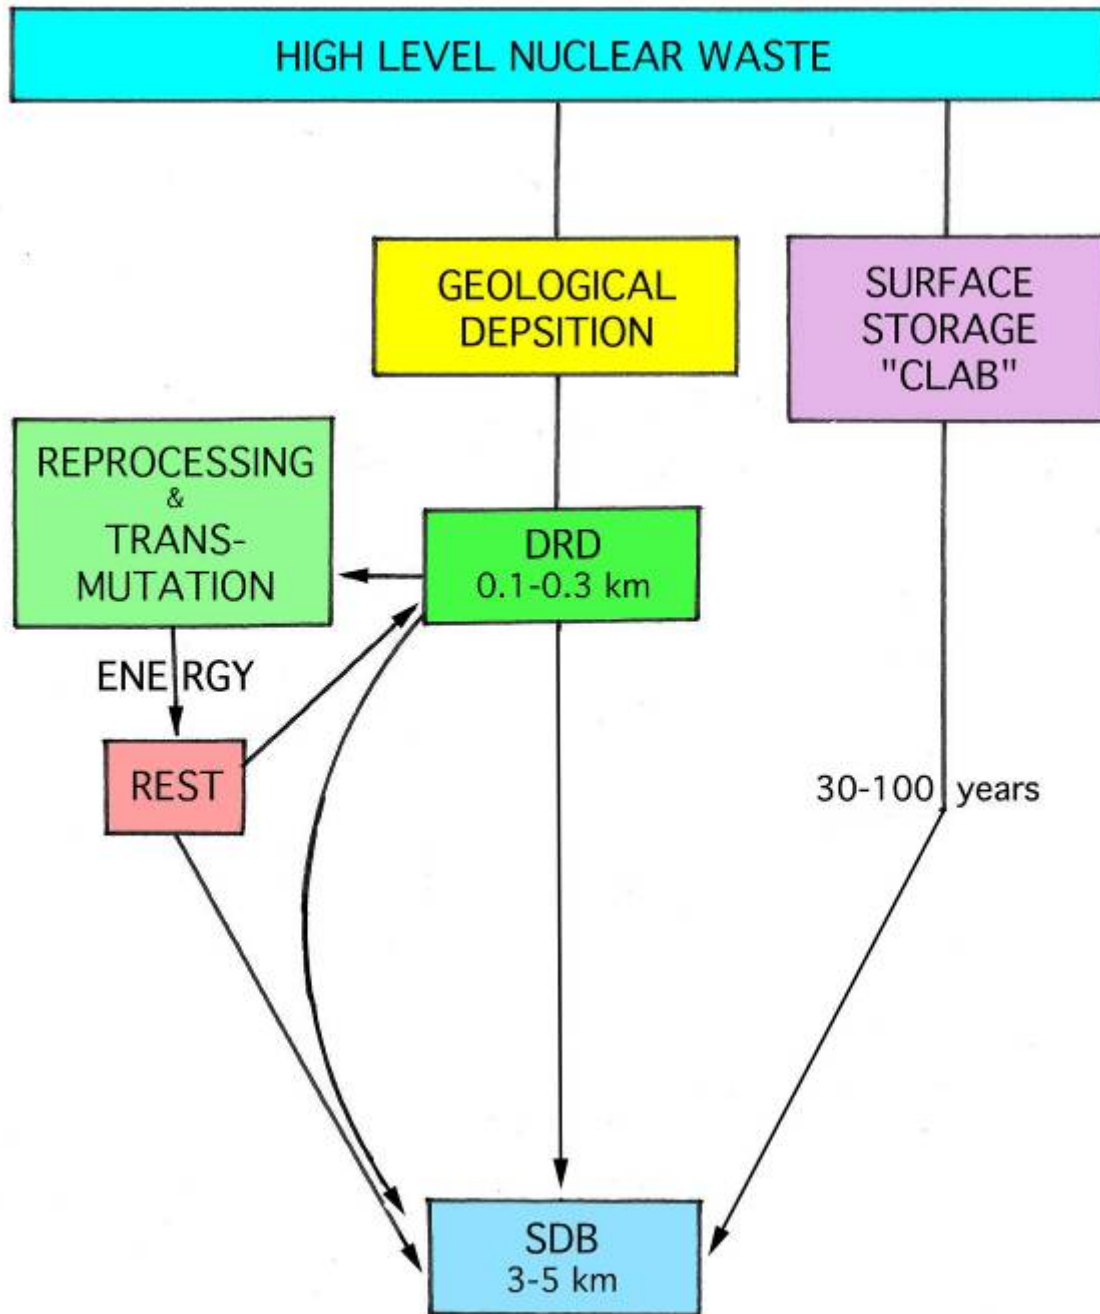 HIGH LEVEL NUCLEAR WASTE
GEOLOGICAL
DEPSITION
SURFACE
STORAGE
"CLAB"
REPROCESSING
&
TRANS-
MUTATION
DRD
0.1-0.3 km
ENERGY
REST
30-100 years
SDB
3-5 km